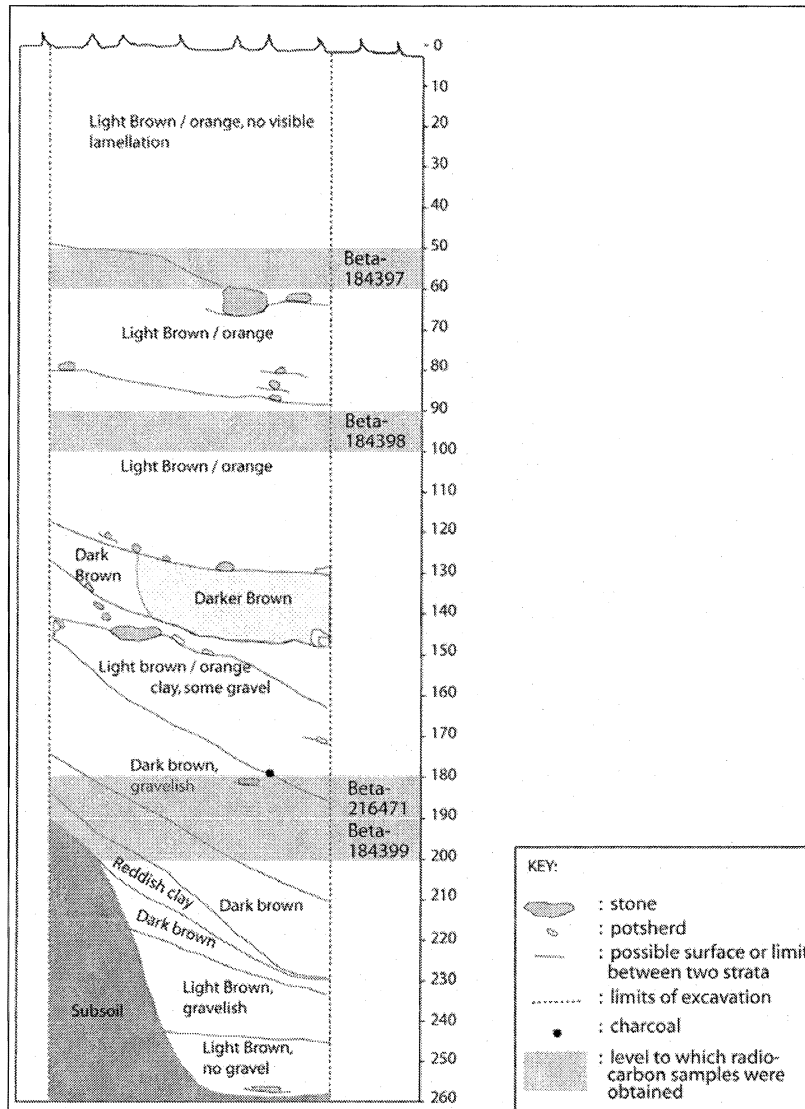 0
10
Light Brown / orange, no visible
lamellation
20
30
40
50
Beta-
184397
60
Light Brown / orange
70
80
90
Beta-
184398
100
Light Brown / orange
110
120
Dark
Brown
130
Darker Brown
140
150
Light brown / orange
clay, some gravel
160
170
Dark brown,
gravelish
180
Beta-
216471
190
Beta-
184399
200
Reddish clay
Dark brown
210
Dark brown
220
230
Light Brown,
gravelish
Subsoil
240
Light Brown,
no gravel
250
260
KEY:
: stone
: potsherd
: possible surface or limit
between two strata
: limits of excavation
: charcoal
: level to which radio-
carbon samples were
obtained